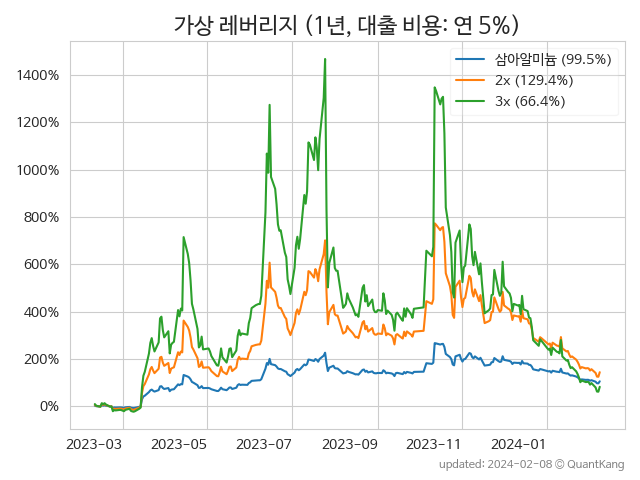 가상 레버리지 (1년, 대출 비용: 연 5%)
삼아알미늄 (99.5%)
2x (129.4%)
3x (66.4%)
1400%
1200%
1000%
800%
600%
400%
200%
0%
2023-03 2023-05 2023-07 2023-09 2023-11 2024-01
updated: 2024-02-08 © QuantKang